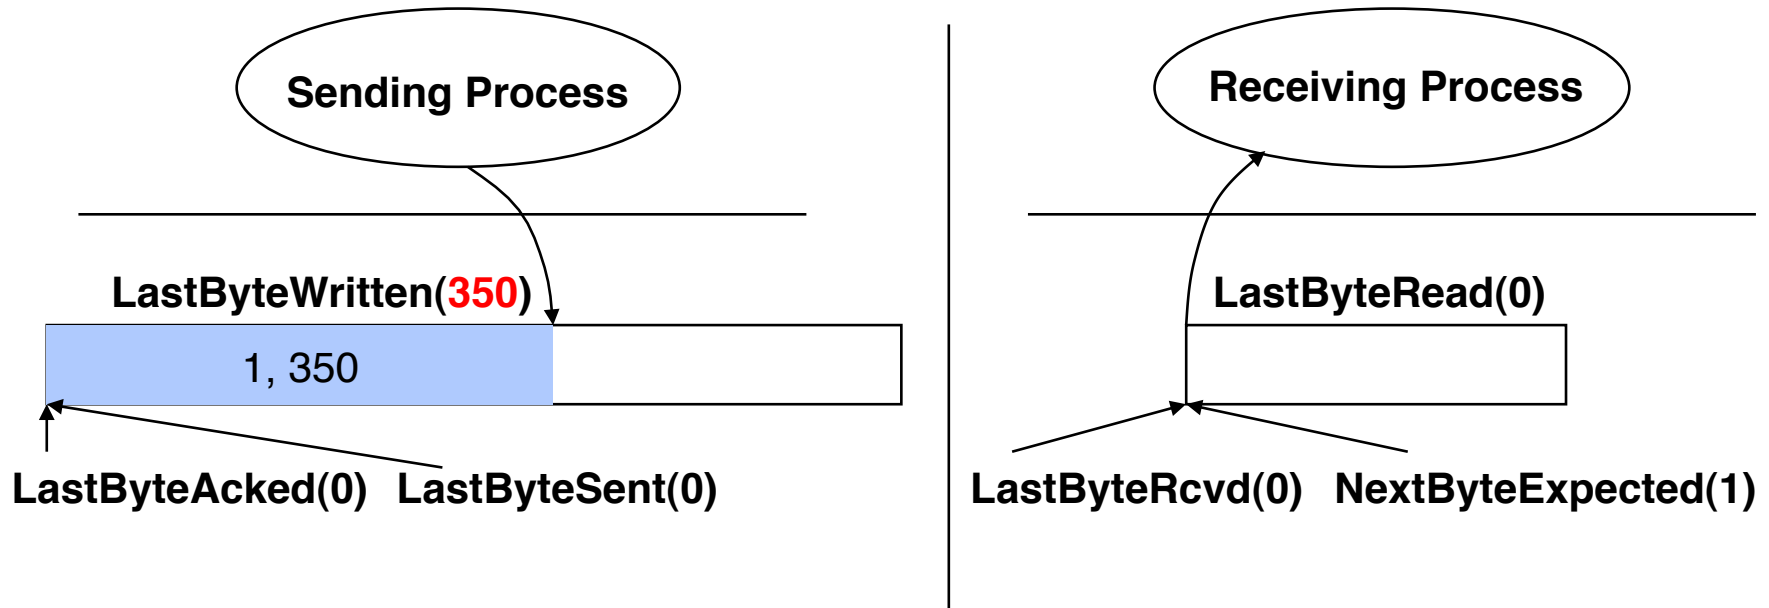 Sending Process
Receiving Process
LastByteWritten(350)
LastByteRead(0)
1, 350
LastByteAcked(0) LastByteSent(0)
LastByteRcvd(0) NextByteExpected(1)